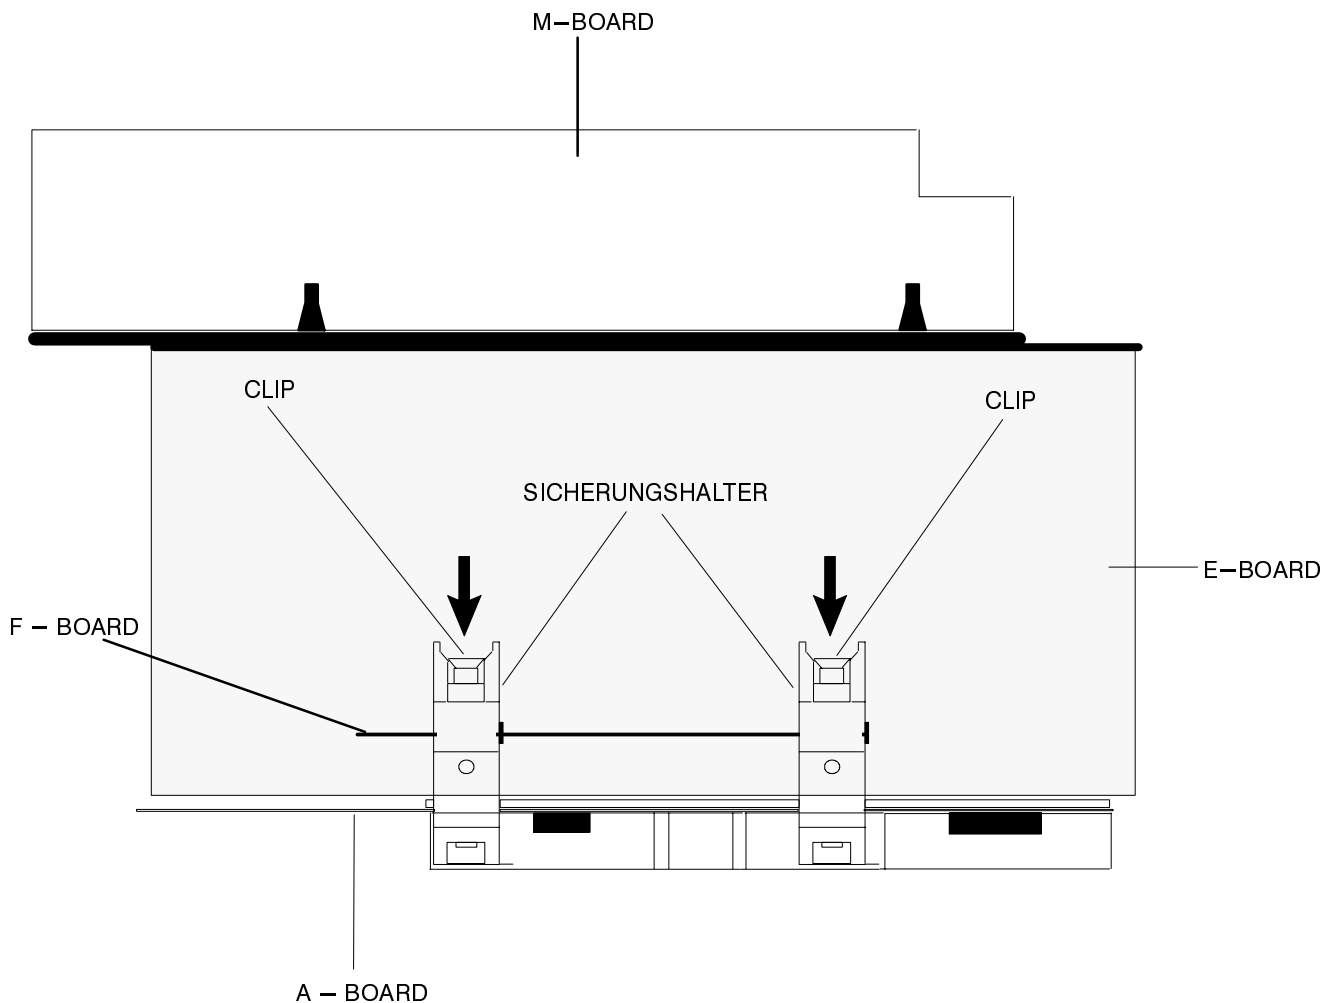 M–BOARD
CLIP
CLIP
SICHERUNGSHALTER
E–BOARD
F – BOARD
A – BOARD